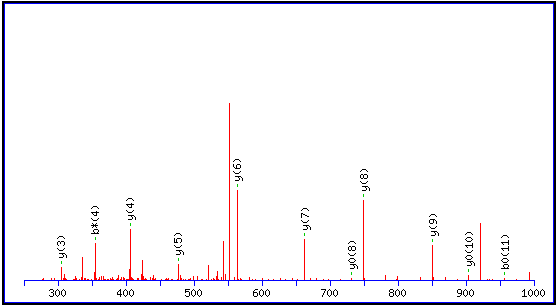 y(3)
b*(4)
y(4)
y(5)
y(6)
y(7)
y0(8)
y(8)
y(9)
y0(10)
b0(11)
300 400 500 600 700 800 900 1000